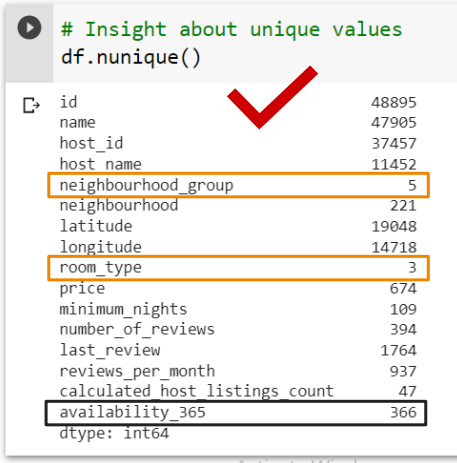 # Insight about unique values
df.nunique()
id 48895
name 47905
host_id 37457
host_name 11452
neighbourhood_group 5
neighbourhood 221
latitude 19048
longitude 14718
room_type 3
price 674
minimum_nights 109
number_of_reviews 394
last_review 1764
reviews_per_month 937
calculated_host_listings_count 47
availability_365 366
dtype: int64